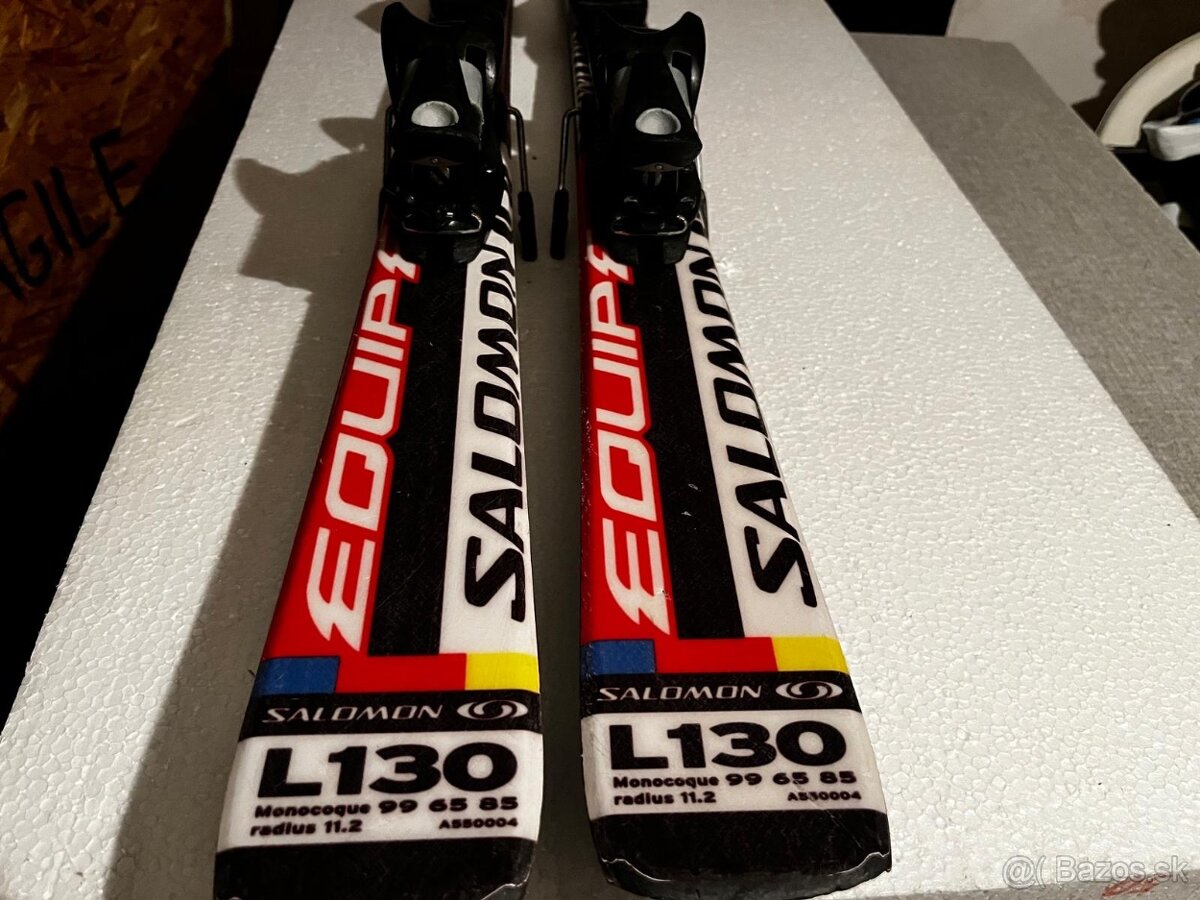 AGILE
EQUIPE
SALOMON
EQUIPE
SALOMON
SALOMON
L130
Monocoque 99 65 85
radius 11.2
A550004
SALOMON
L130
Monocoque 99 65 85
radius 11.2
A550004
@( Bazos.sk